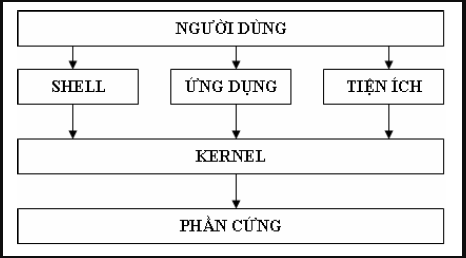 NGƯỜI DÙNG
SHELL
ỨNG DỤNG
TIỆN ÍCH
KERNEL
PHẦN CỨNG